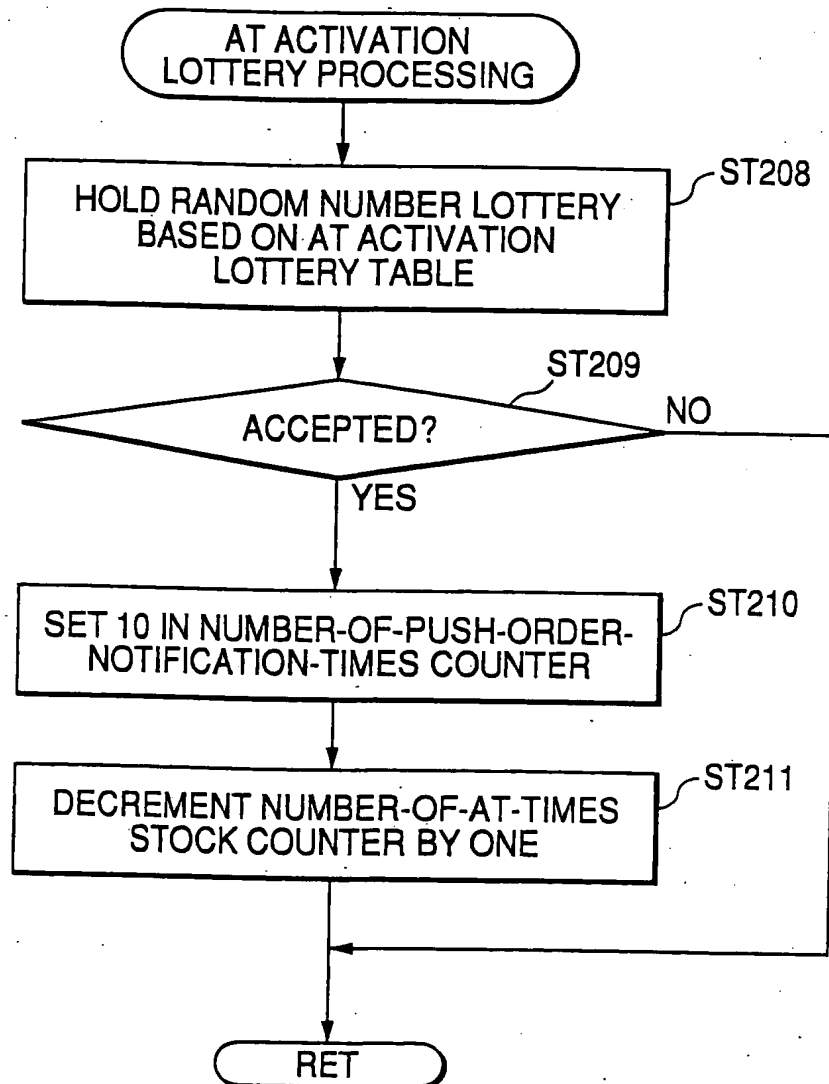 AT ACTIVATION
LOTTERY PROCESSING
ST208
HOLD RANDOM NUMBER LOTTERY
BASED ON AT ACTIVATION
LOTTERY TABLE
ST209
ACCEPTED?
NO
YES
ST210
SET 10 IN NUMBER-OF-PUSH-ORDER-
NOTIFICATION-TIMES COUNTER
ST211
DECREMENT NUMBER-OF-AT-TIMES
STOCK COUNTER BY ONE
RET